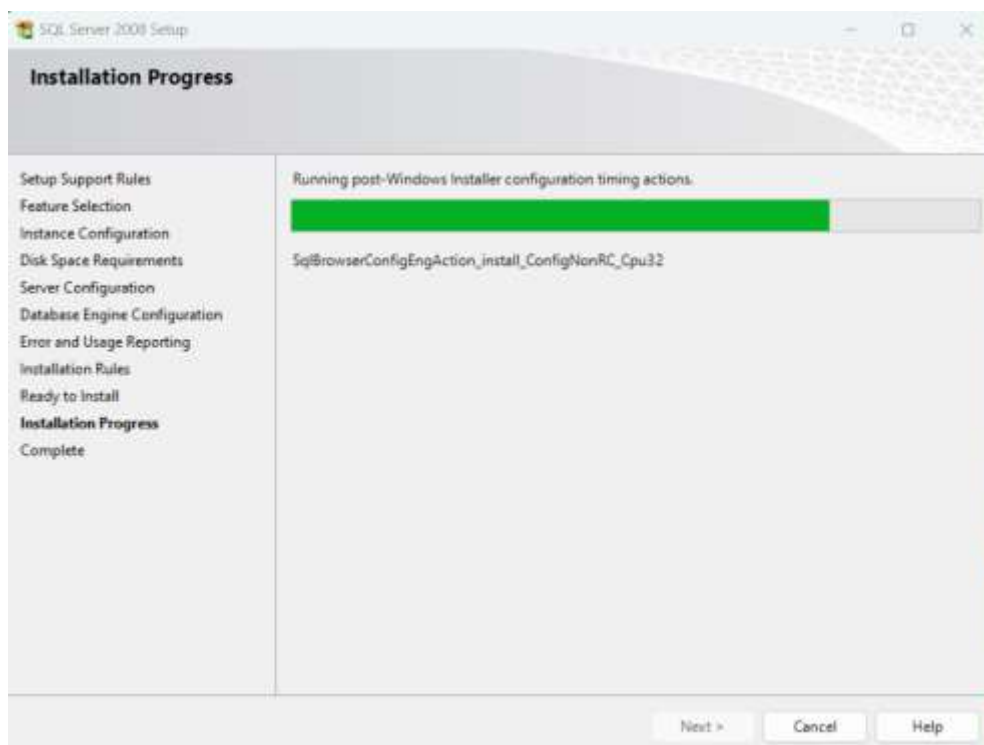 SQL Server 2008 Setup
Installation Progress
Setup Support Rules
Feature Selection
Instance Configuration
Disk Space Requirements
Server Configuration
Database Engine Configuration
Error and Usage Reporting
Installation Rules
Ready to Install
Installation Progress
Complete
Running post-Windows Installer configuration timing actions.
SqlBrowserConfigEngAction_install_ConfigNonRC_Cpu32
Next >
Cancel
Help